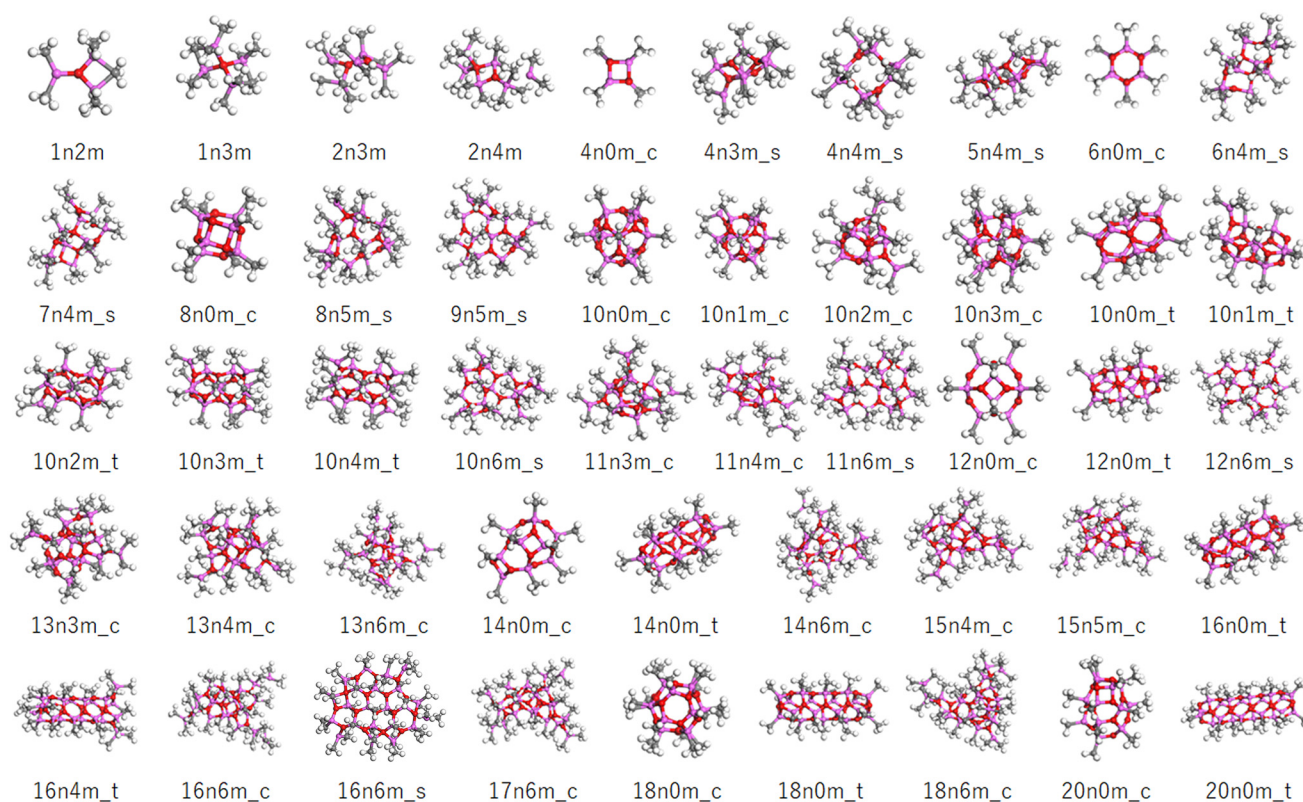 1n2m 1n3m 2n3m 2n4m 4n0m_c 4n3m_s 4n4m_s 5n4m_s 6n0m_c 6n4m_s
7n4m_s 8n0m_c 8n5m_s 9n5m_s 10n0m_c 10n1m_c 10n2m_c 10n3m_c 10n0m_t 10n1m_t
10n2m_t 10n3m_t 10n4m_t 10n6m_s 11n3m_c 11n4m_c 11n6m_s 12n0m_c 12n0m_t 12n6m_s
13n3m_c 13n4m_c 13n6m_c 14n0m_c 14n0m_t 14n6m_c 15n4m_c 15n5m_c 16n0m_t
16n4m_t 16n6m_c 16n6m_s 17n6m_c 18n0m_c 18n0m_t 18n6m_c 20n0m_c 20n0m_t